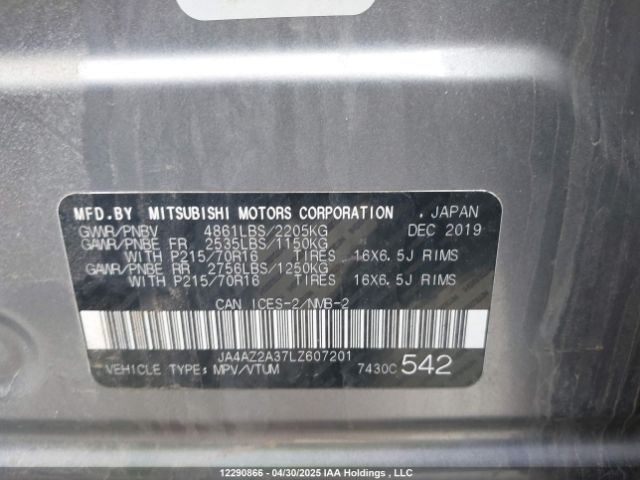 MFD.BY MITSUBISHI MOTORS CORPORATION , JAPAN
GVWR/PNBV 4861LBS/2205KG DEC 2019
GAWR/PNBE FR 2535LBS/1150KG
WITH P215/70R16 TIRES 16X6.5J RIMS
GAWR/PNBE RR 2756LBS/1250KG
WITH P215/70R16 TIRES 16X6.5J RIMS
CAN ICES-2/NMB-2
JA4AZ2A37LZ607201
VEHICLE TYPE: MPV/VTUM 7430C 542
12290866 - 04/30/2025 IAA Holdings , LLC